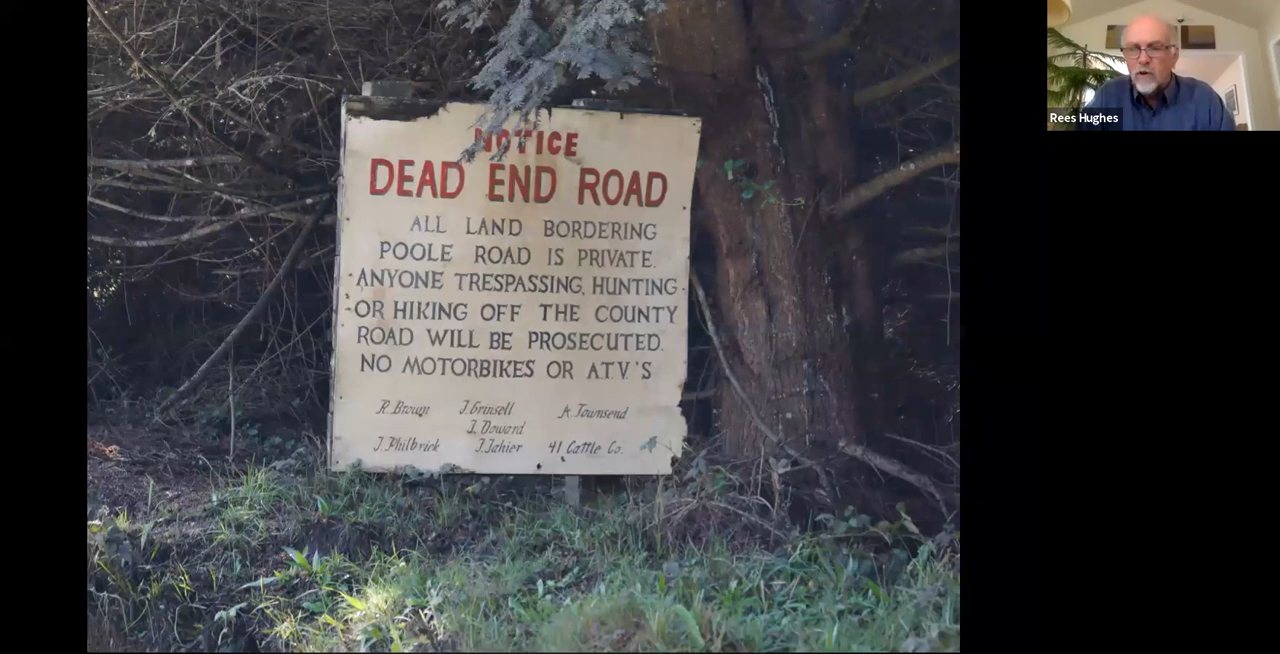 NOTICE
DEAD END ROAD
ALL LAND BORDERING
POOLE ROAD IS PRIVATE.
ANYONE TRESPASSING, HUNTING
OR HIKING OFF THE COUNTY
ROAD WILL BE PROSECUTED.
NO MOTORBIKES OR A.T.V.'S
R. Brown J. Grinsell A. Townsend
J. Doward
J. Philbrick J. Jahier 41 Cattle Co.
Rees Hughes